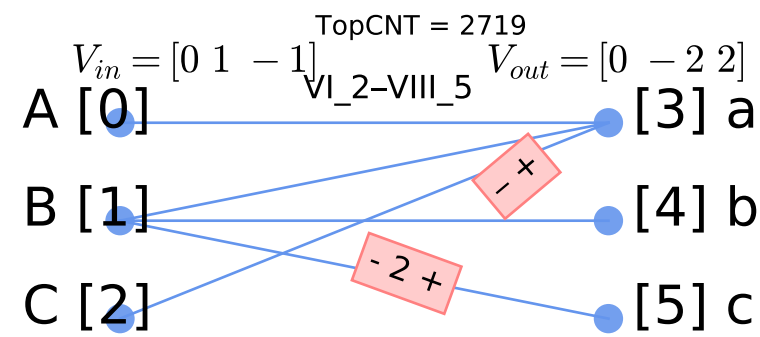 TopCNT = 2719
V_in = [0 1 −1]
V_out = [0 −2 2]
VI_2–VIII_5
A [0]
[3] a
− +
B [1]
[4] b
- 2 +
C [2]
[5] c